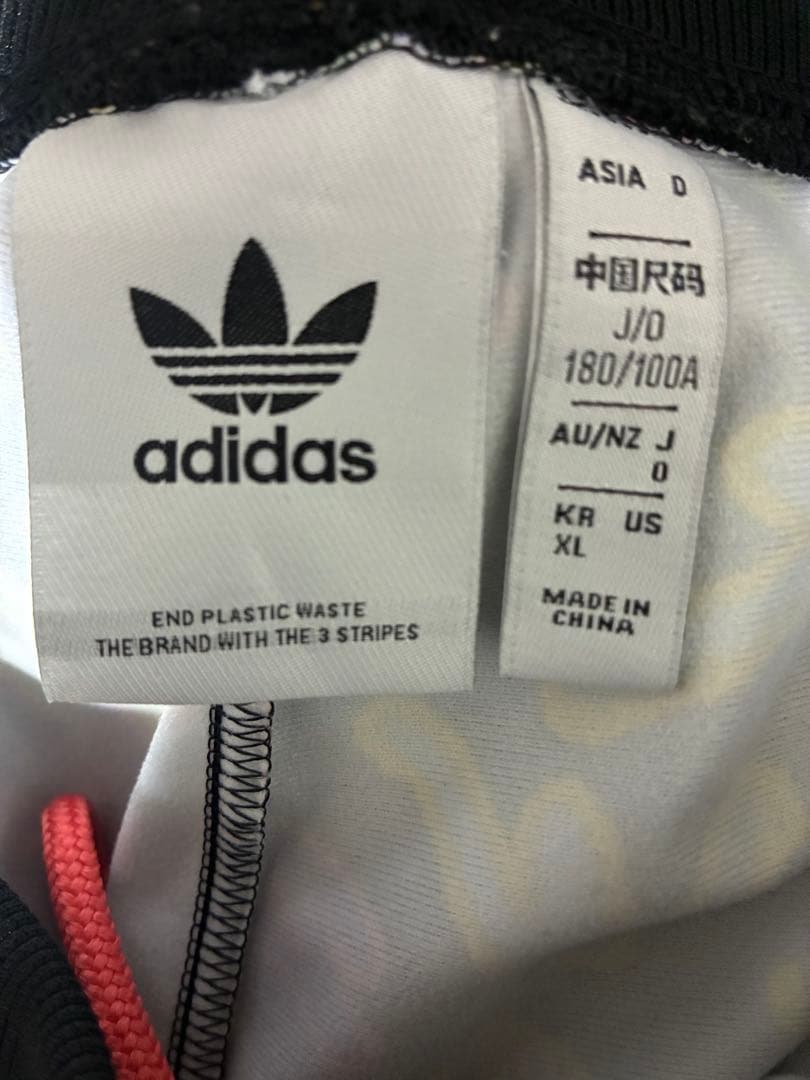 adidas
END PLASTIC WASTE
THE BRAND WITH THE 3 STRIPES
ASIA D
中国尺码
J/O
180/100A
AU/NZ J
O
KR US
XL
MADE IN
CHINA